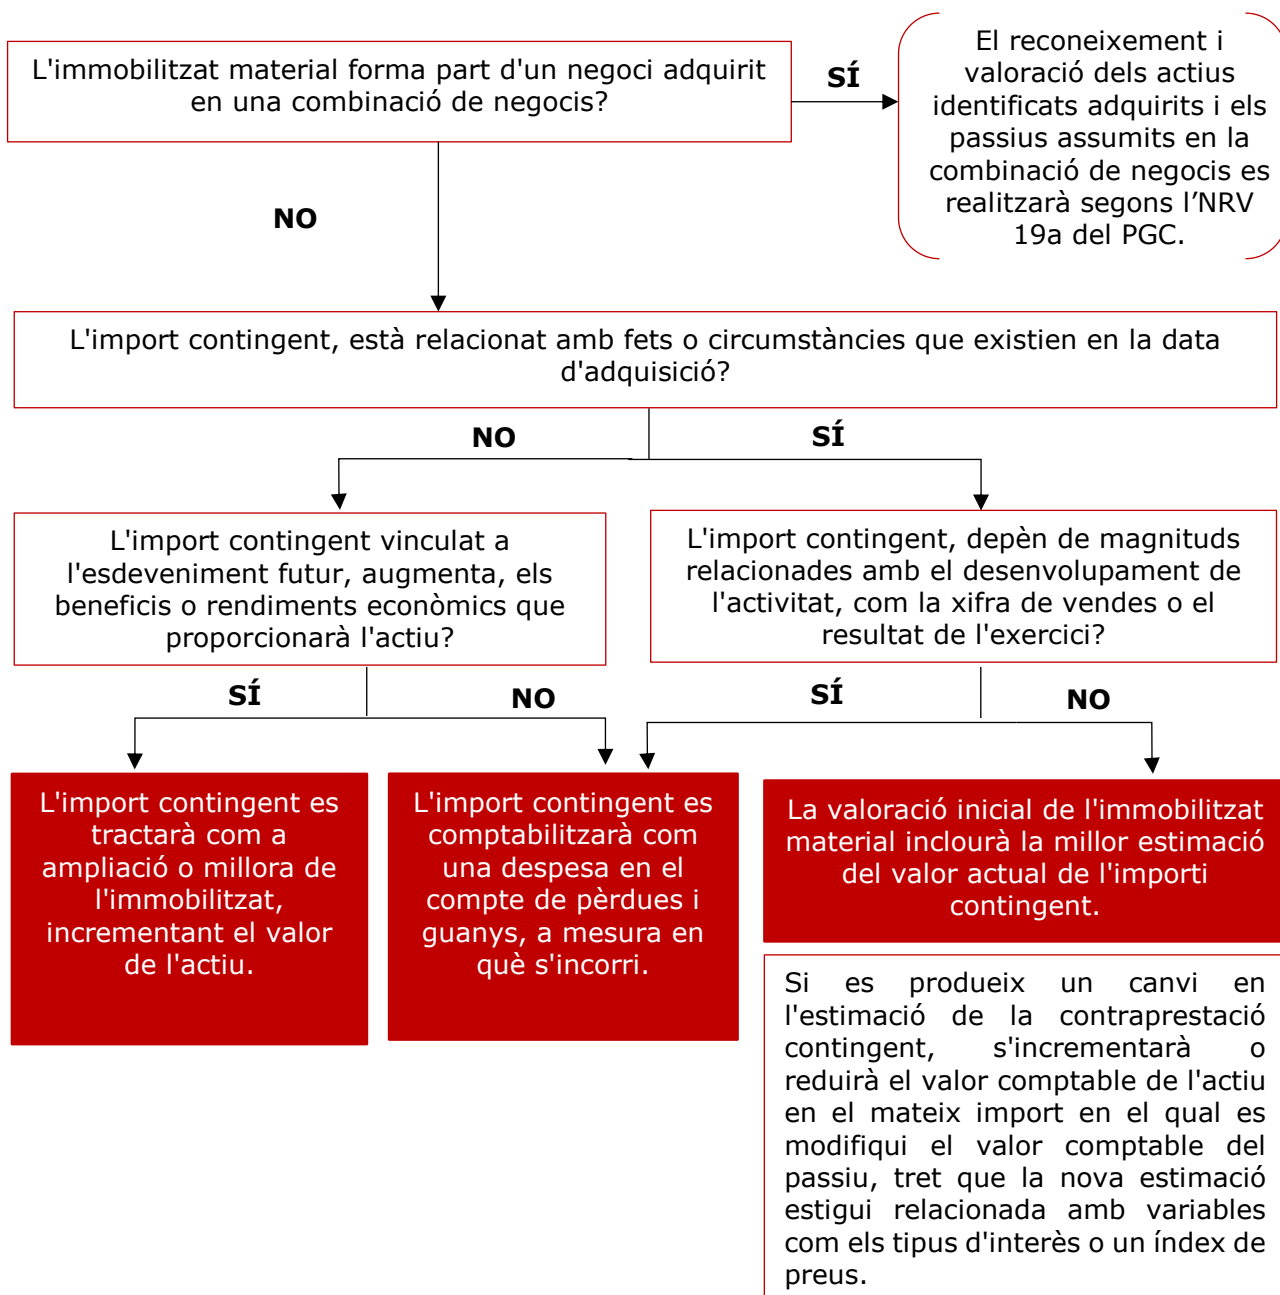 L'immobilitzat material forma part d'un negoci adquirit
en una combinació de negocis?
SÍ
El reconeixement i
valoració dels actius
identificats adquirits i els
passius assumits en la
combinació de negocis es
realitzarà segons l’NRV
19a del PGC.
NO
L'import contingent, està relacionat amb fets o circumstàncies que existien en la data
d'adquisició?
NO
SÍ
L'import contingent vinculat a
l'esdeveniment futur, augmenta, els
beneficis o rendiments econòmics que
proporcionarà l'actiu?
L'import contingent, depèn de magnituds
relacionades amb el desenvolupament de
l'activitat, com la xifra de vendes o el
resultat de l'exercici?
SÍ
NO
SÍ
NO
L'import contingent es
tractarà com a
ampliació o millora de
l'immobilitzat,
incrementant el valor
de l'actiu.
L'import contingent es
comptabilitzarà com
una despesa en el
compte de pèrdues i
guanys, a mesura en
què s'incorri.
La valoració inicial de l'immobilitzat
material inclourà la millor estimació
del valor actual de l'importi
contingent.
Si es produeix un canvi en
l'estimació de la contraprestació
contingent, s'incrementarà o
reduirà el valor comptable de l'actiu
en el mateix import en el qual es
modifiqui el valor comptable del
passiu, tret que la nova estimació
estigui relacionada amb variables
com els tipus d'interès o un índex de
preus.